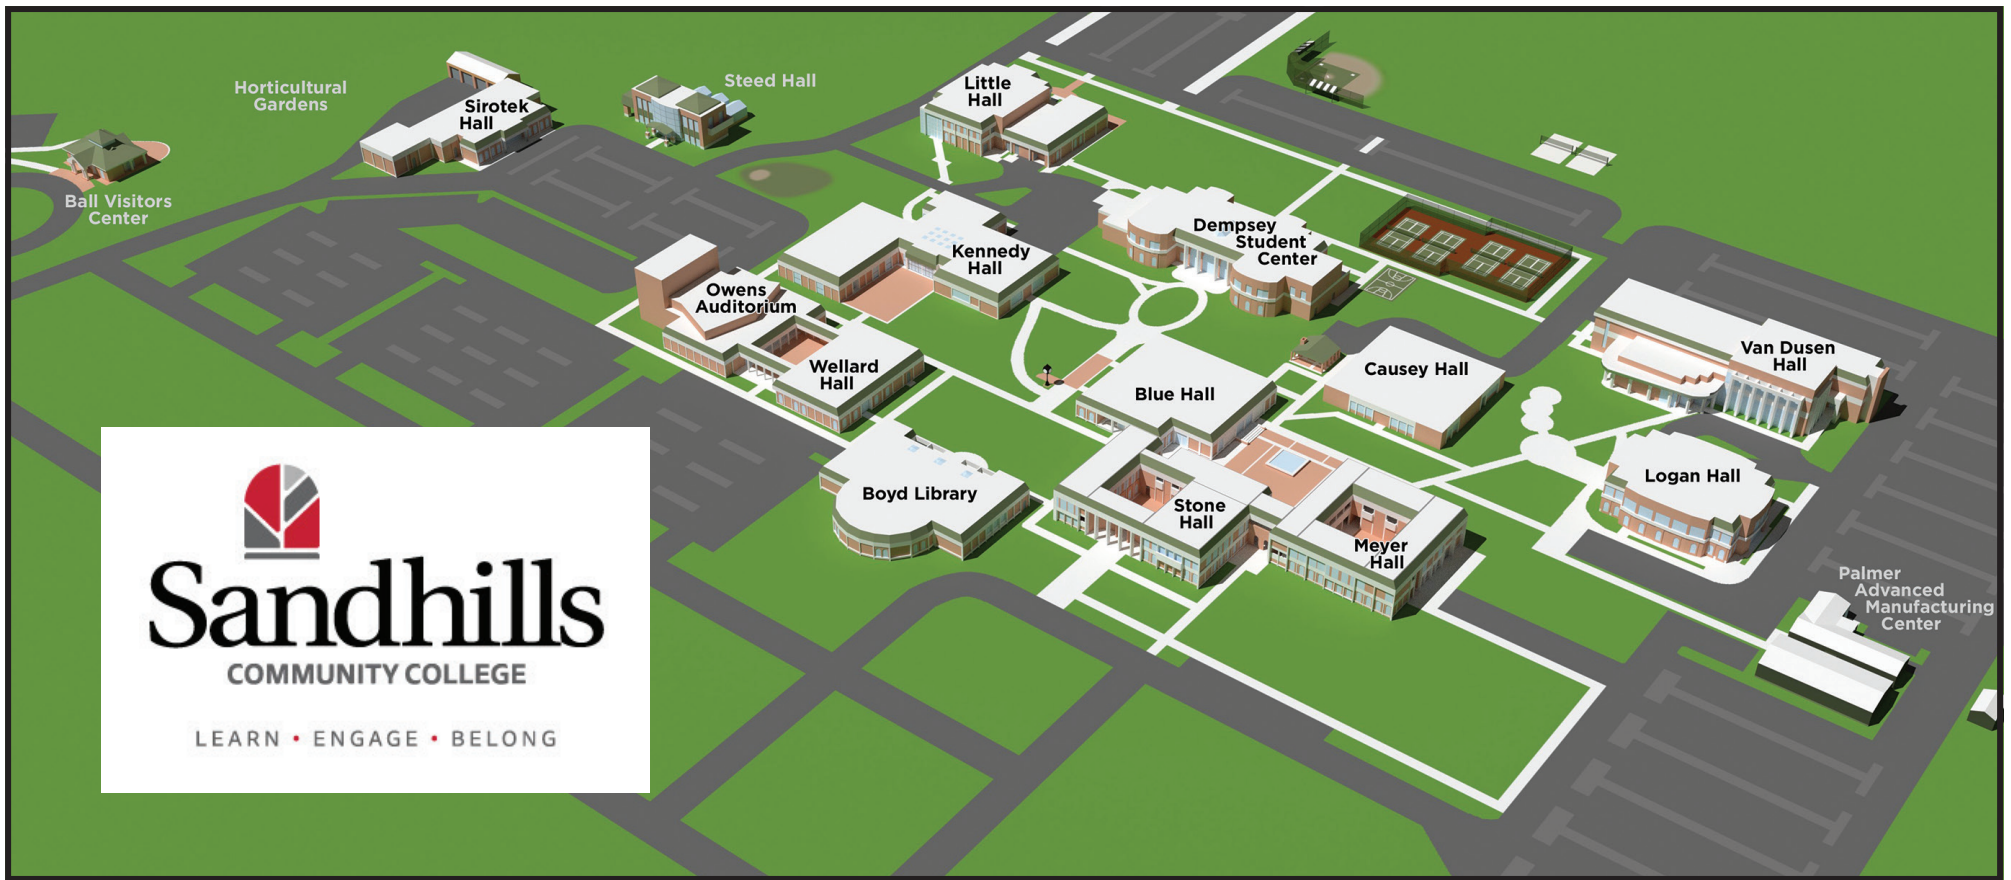 Horticultural
Gardens
Sirotek
Hall
Steed Hall
Little
Hall
Ball Visitors
Center
Kennedy
Hall
Dempsey
Student
Center
Owens
Auditorium
Wellard
Hall
Blue Hall
Causey Hall
Van Dusen
Hall
Boyd Library
Stone
Hall
Meyer
Hall
Logan Hall
Palmer
Advanced
Manufacturing
Center
Sandhills
COMMUNITY COLLEGE
LEARN • ENGAGE • BELONG